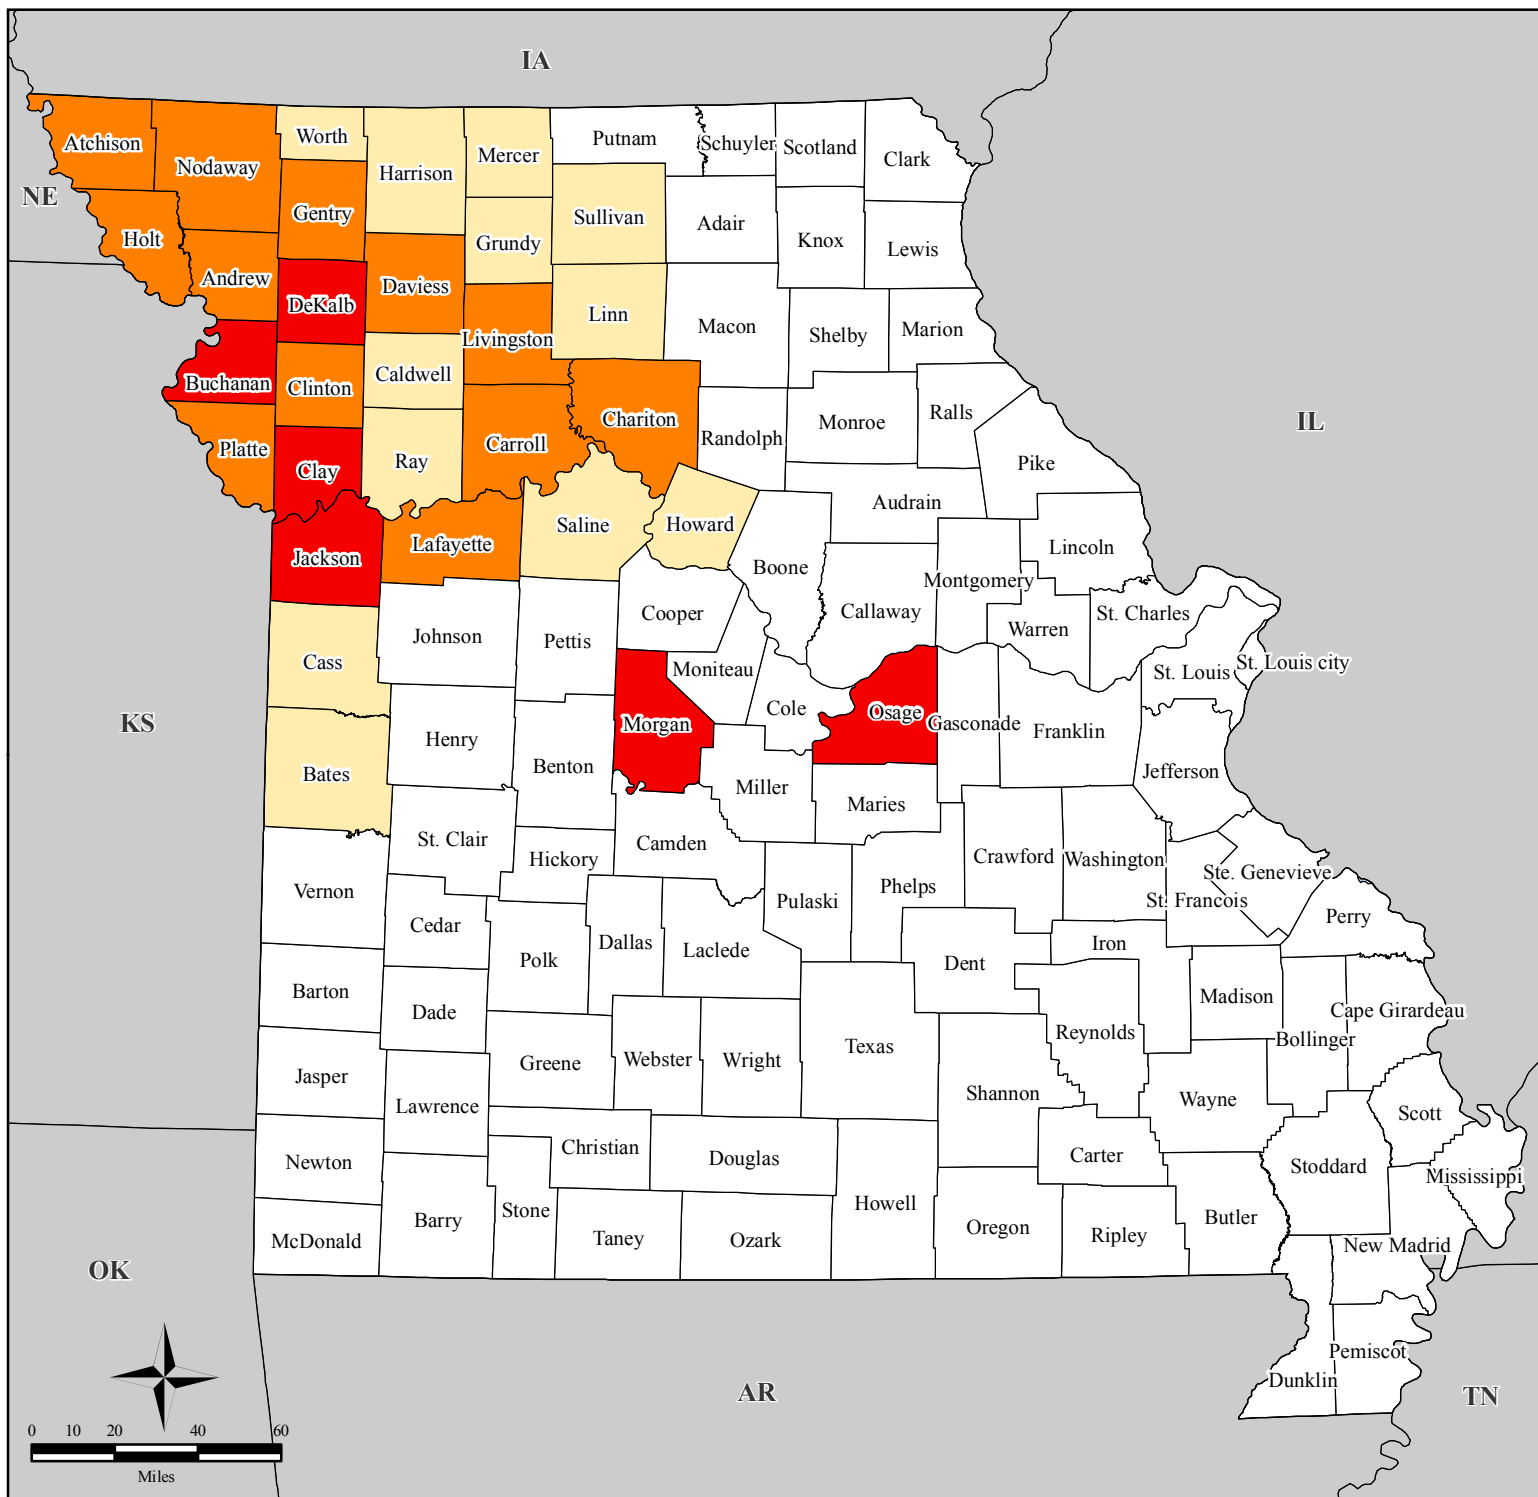 IA
Worth
Putnam
Atchison
Schuyler
Scotland
Mercer
Clark
Nodaway
Harrison
NE
Gentry
Sullivan
Adair
Holt
Grundy
Knox
Lewis
Andrew
Daviess
DeKalb
Linn
Macon
Marion
Shelby
Livingston
Caldwell
Buchanan
Clinton
Ralls
Chariton
Monroe
IL
Randolph
Carroll
Platte
Ray
Pike
Clay
Audrain
Saline
Howard
Lafayette
Lincoln
Jackson
Boone
Montgomery
Callaway
Cooper
St. Charles
Johnson
Pettis
Warren
Cass
St. Louis city
Moniteau
St. Louis
Cole
Osage
KS
Morgan
Gasconade
Franklin
Henry
Benton
Jefferson
Bates
Miller
Maries
St. Clair
Camden
Hickory
Crawford
Washington
Ste. Genevieve
Phelps
Vernon
Pulaski
St. Francois
Perry
Cedar
Dallas
Iron
Laclede
Polk
Dent
Barton
Madison
Dade
Cape Girardeau
Reynolds
Bollinger
Texas
Webster
Wright
Greene
Jasper
Shannon
Wayne
Lawrence
Scott
Christian
Carter
Douglas
Newton
Stoddard
Mississippi
Howell
Stone
Barry
Butler
Oregon
Ripley
Taney
Ozark
McDonald
New Madrid
OK
Pemiscot
Dunklin
AR
TN
0 10 20 40 60
Miles